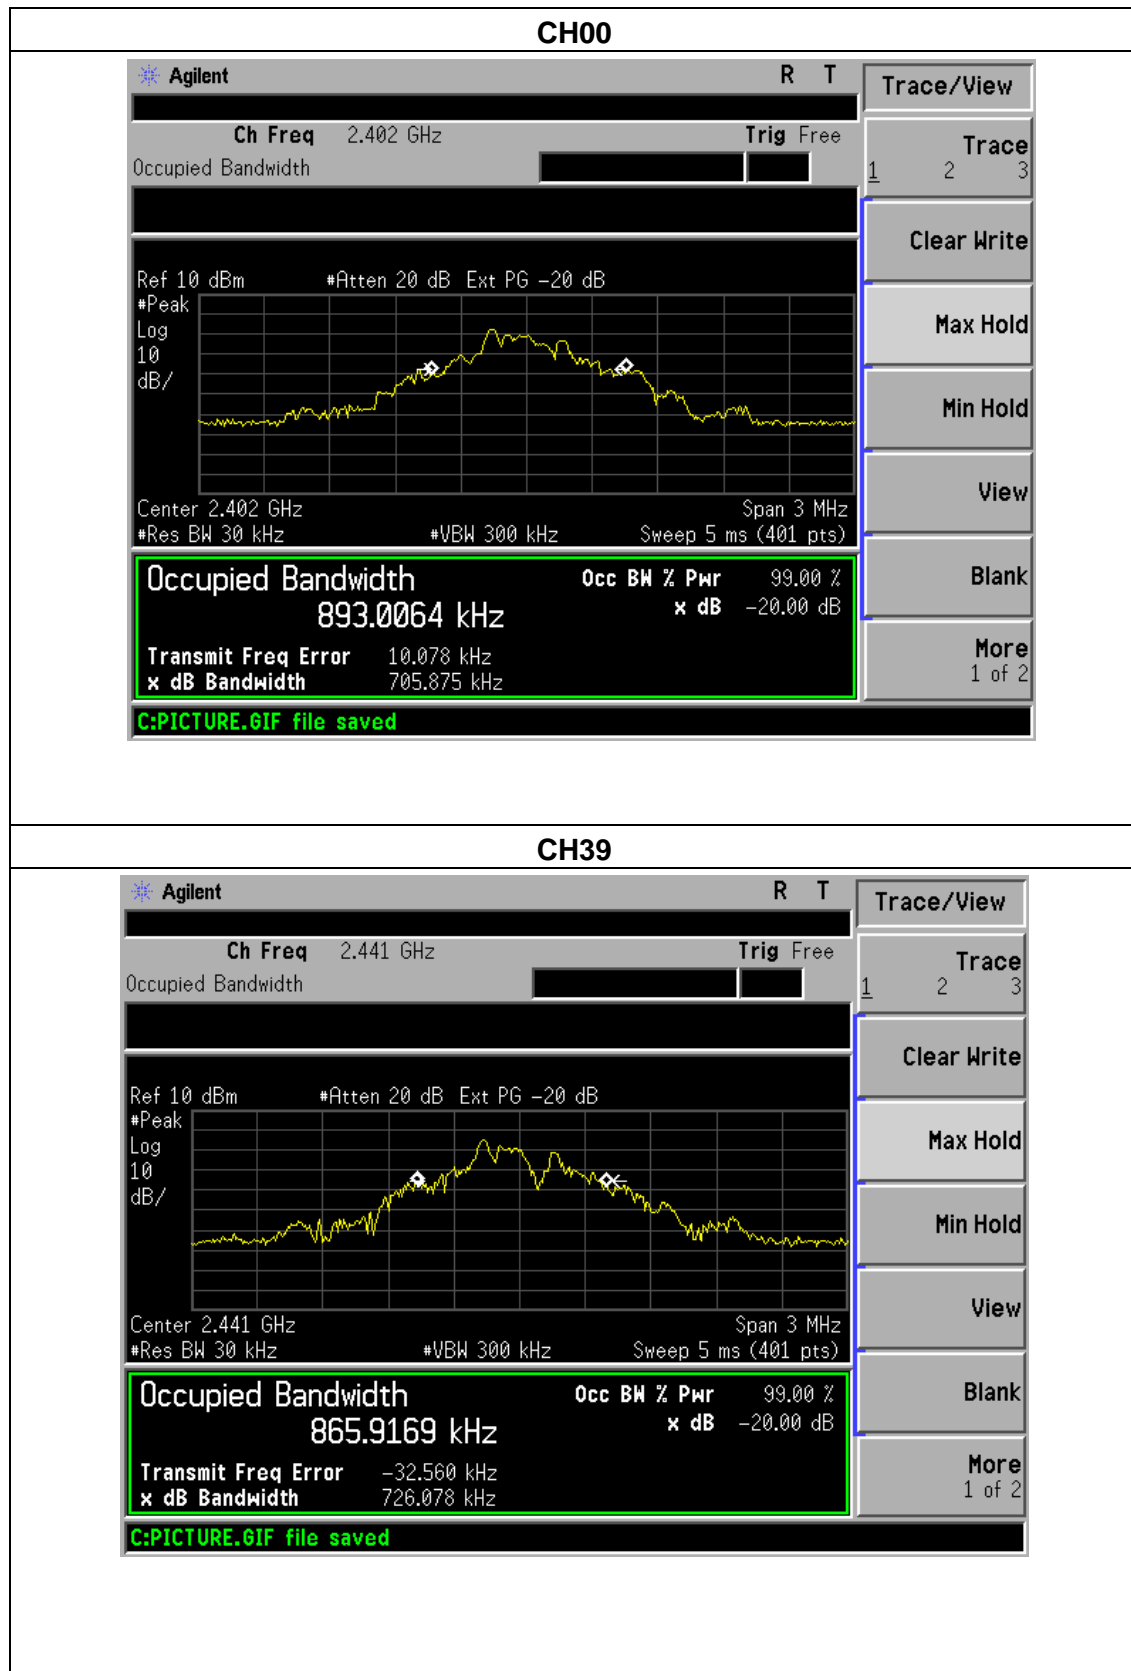 CH00
Agilent R T
Trace/View
Ch Freq 2.402 GHz Trig Free
Occupied Bandwidth
Trace
1 2 3
Clear Write
Ref 10 dBm #Atten 20 dB Ext PG -20 dB
#Peak
Log
10
dB/
Max Hold
Min Hold
View
Center 2.402 GHz Span 3 MHz
#Res BW 30 kHz #VBW 300 kHz Sweep 5 ms (401 pts)
Occupied Bandwidth Occ BW % Pwr 99.00 %
893.0064 kHz x dB -20.00 dB
Blank
Transmit Freq Error 10.078 kHz
x dB Bandwidth 705.875 kHz
More
1 of 2
C:PICTURE.GIF file saved
CH39
Agilent R T
Trace/View
Ch Freq 2.441 GHz Trig Free
Occupied Bandwidth
Trace
1 2 3
Clear Write
Ref 10 dBm #Atten 20 dB Ext PG -20 dB
#Peak
Log
10
dB/
Max Hold
Min Hold
View
Center 2.441 GHz Span 3 MHz
#Res BW 30 kHz #VBW 300 kHz Sweep 5 ms (401 pts)
Occupied Bandwidth Occ BW % Pwr 99.00 %
865.9169 kHz x dB -20.00 dB
Blank
Transmit Freq Error -32.560 kHz
x dB Bandwidth 726.078 kHz
More
1 of 2
C:PICTURE.GIF file saved